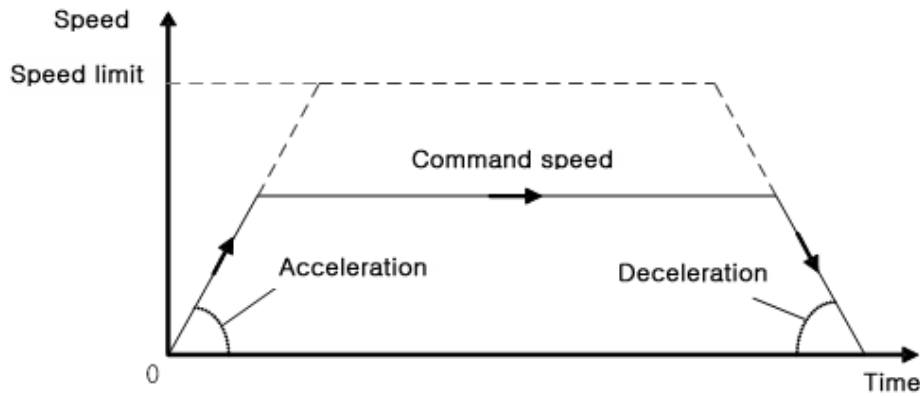 Speed
Speed limit
Command speed
Acceleration
Deceleration
0
Time